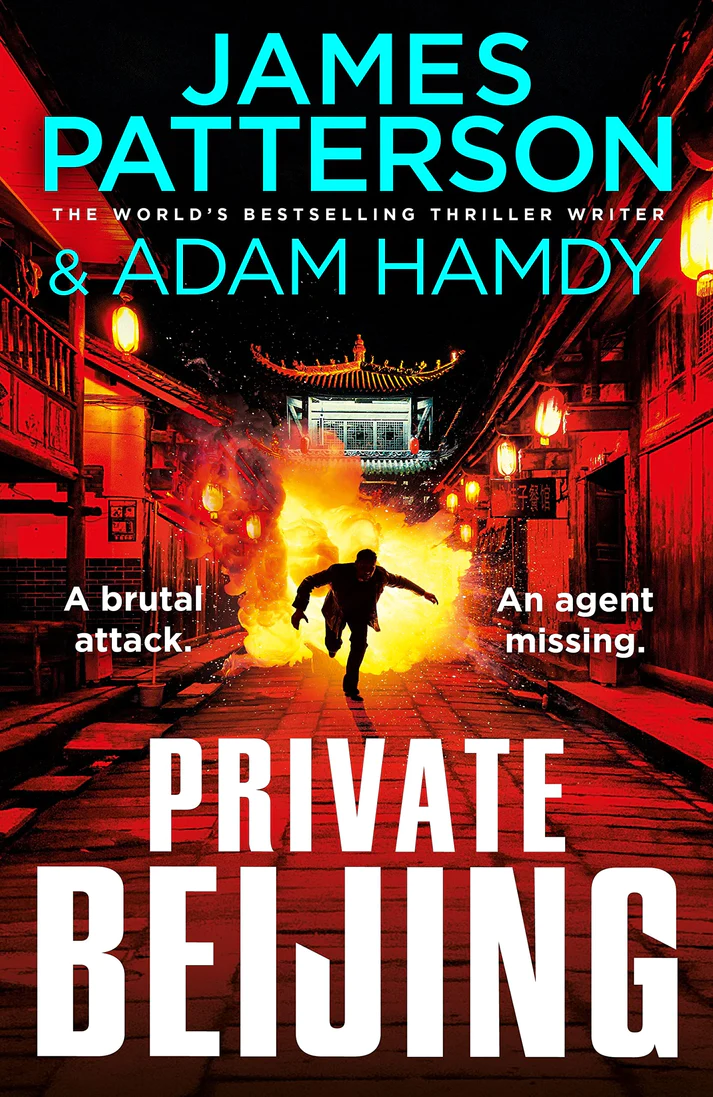 JAMES
PATTERSON
THE WORLD'S BESTSELLING THRILLER WRITER
& ADAM HAMDY
A brutal
attack.
An agent
missing.
PRIVATE
BEIJING